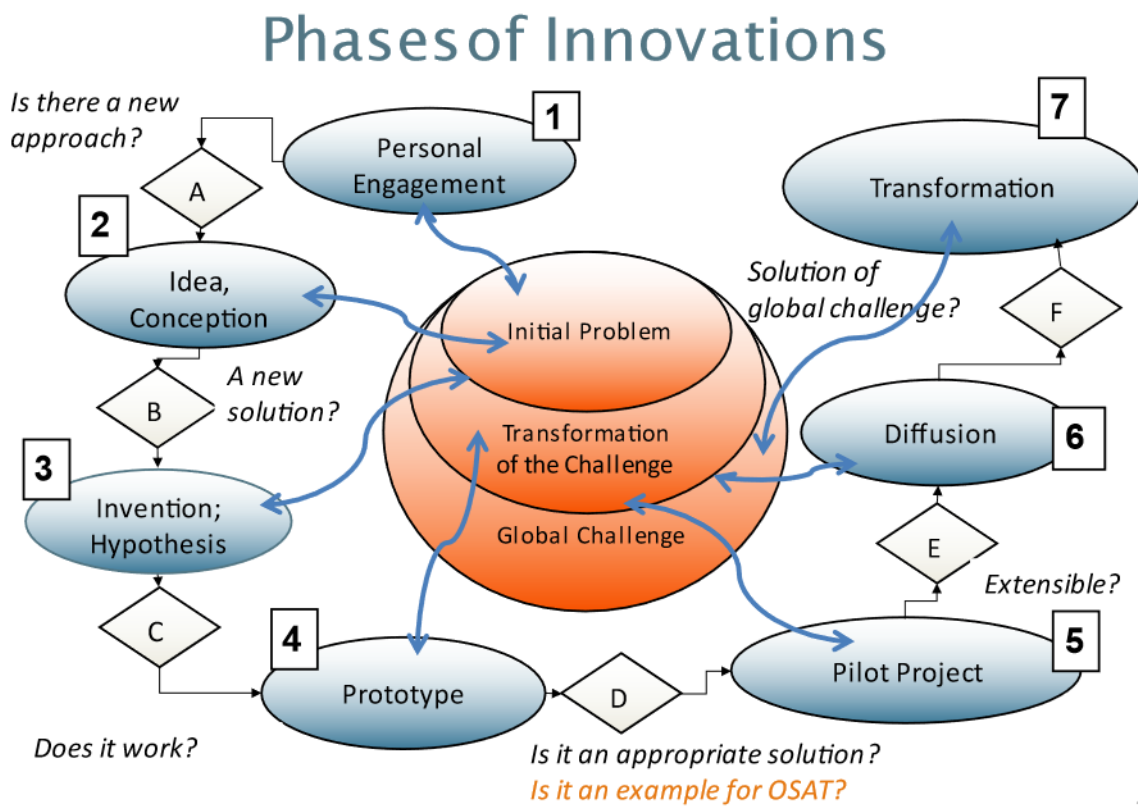 Phases of Innovations
Is there a new
approach?
1
Personal
Engagement
A
2
Idea,
Conception
B
A new
solution?
3
Invention;
Hypothesis
C
Does it work?
4
Prototype
D
Is it an appropriate solution?
Is it an example for OSAT?
5
Pilot Project
Extensible?
E
6
Diffusion
F
Solution of
global challenge?
7
Transformation
Initial Problem
Transformation
of the Challenge
Global Challenge